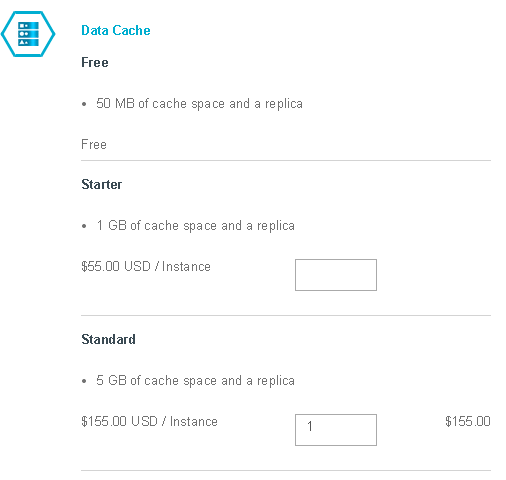 Data Cache
Free
• 50 MB of cache space and a replica
Free
Starter
• 1 GB of cache space and a replica
$55.00 USD / Instance
Standard
• 5 GB of cache space and a replica
$155.00 USD / Instance 1 $155.00